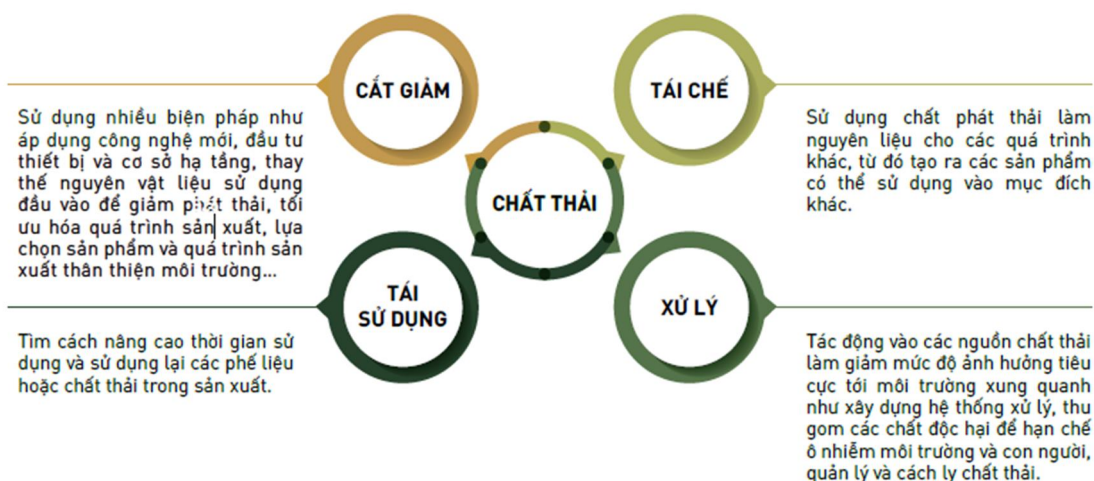 CẮT GIẢM
Sử dụng nhiều biện pháp như
áp dụng công nghệ mới, đầu tư
thiết bị và cơ sở hạ tầng, thay
thế nguyên vật liệu sử dụng
đầu vào để giảm phát thải, tối
ưu hóa quá trình sản xuất, lựa
chọn sản phẩm và quá trình sản
xuất thân thiện môi trường...
TÁI CHẾ
Sử dụng chất phát thải làm
nguyên liệu cho các quá trình
khác, từ đó tạo ra các sản phẩm
có thể sử dụng vào mục đích
khác.
CHẤT THẢI
TÁI
SỬ DỤNG
Tìm cách nâng cao thời gian sử
dụng và sử dụng lại các phế liệu
hoặc chất thải trong sản xuất.
XỬ LÝ
Tác động vào các nguồn chất thải
làm giảm mức độ ảnh hưởng tiêu
cực tới môi trường xung quanh
như xây dựng hệ thống xử lý, thu
gom các chất độc hại để hạn chế
ô nhiễm môi trường và con người,
quản lý và cách ly chất thải.